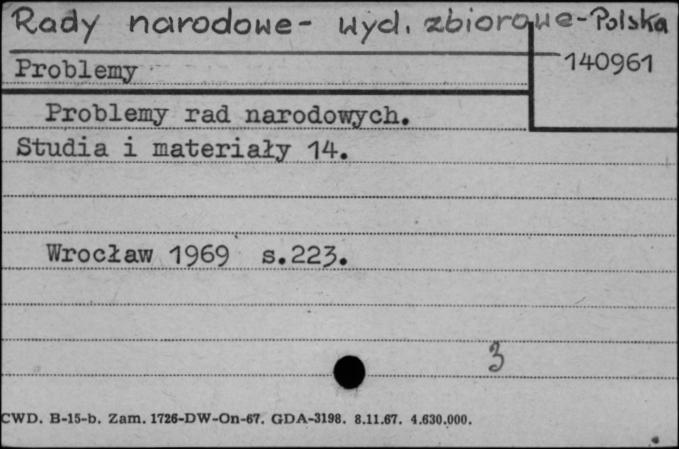 Rady narodowe - wyd. zbiorowe - Polska
140961
Problemy
Problemy rad narodowych.
Studia i materiały 14.
Wrocław 1969 s.223.
3
CWD. B-15-b. Zam. 1726-DW-On-67. GDA-3198. 8.11.67. 4.630.000.